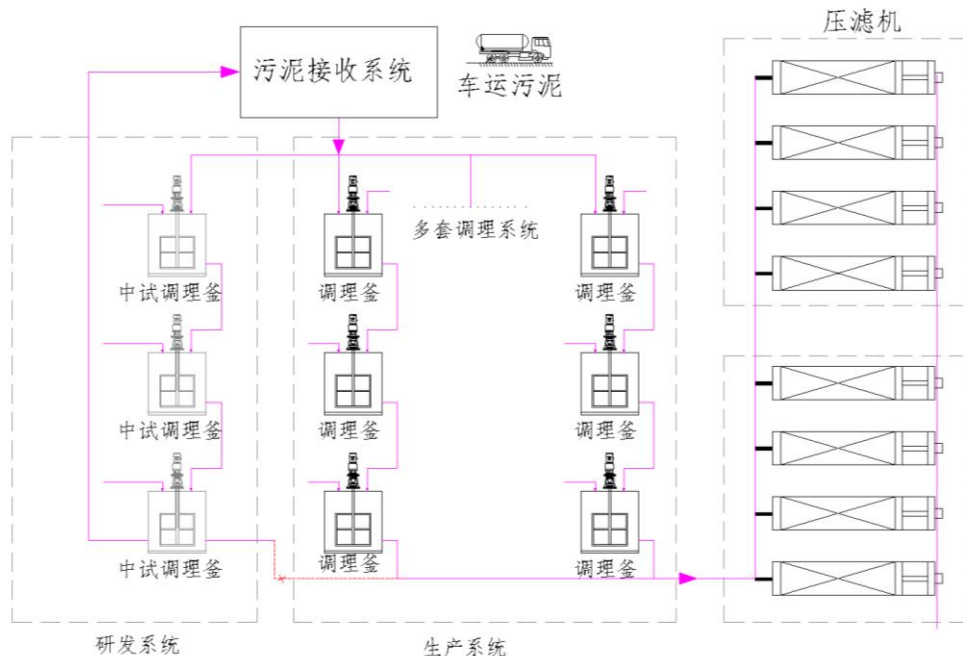 压滤机
污泥接收系统
车运污泥
多套调理系统
中试调理釜
调理釜
调理釜
中试调理釜
调理釜
调理釜
中试调理釜
调理釜
调理釜
研发系统
生产系统